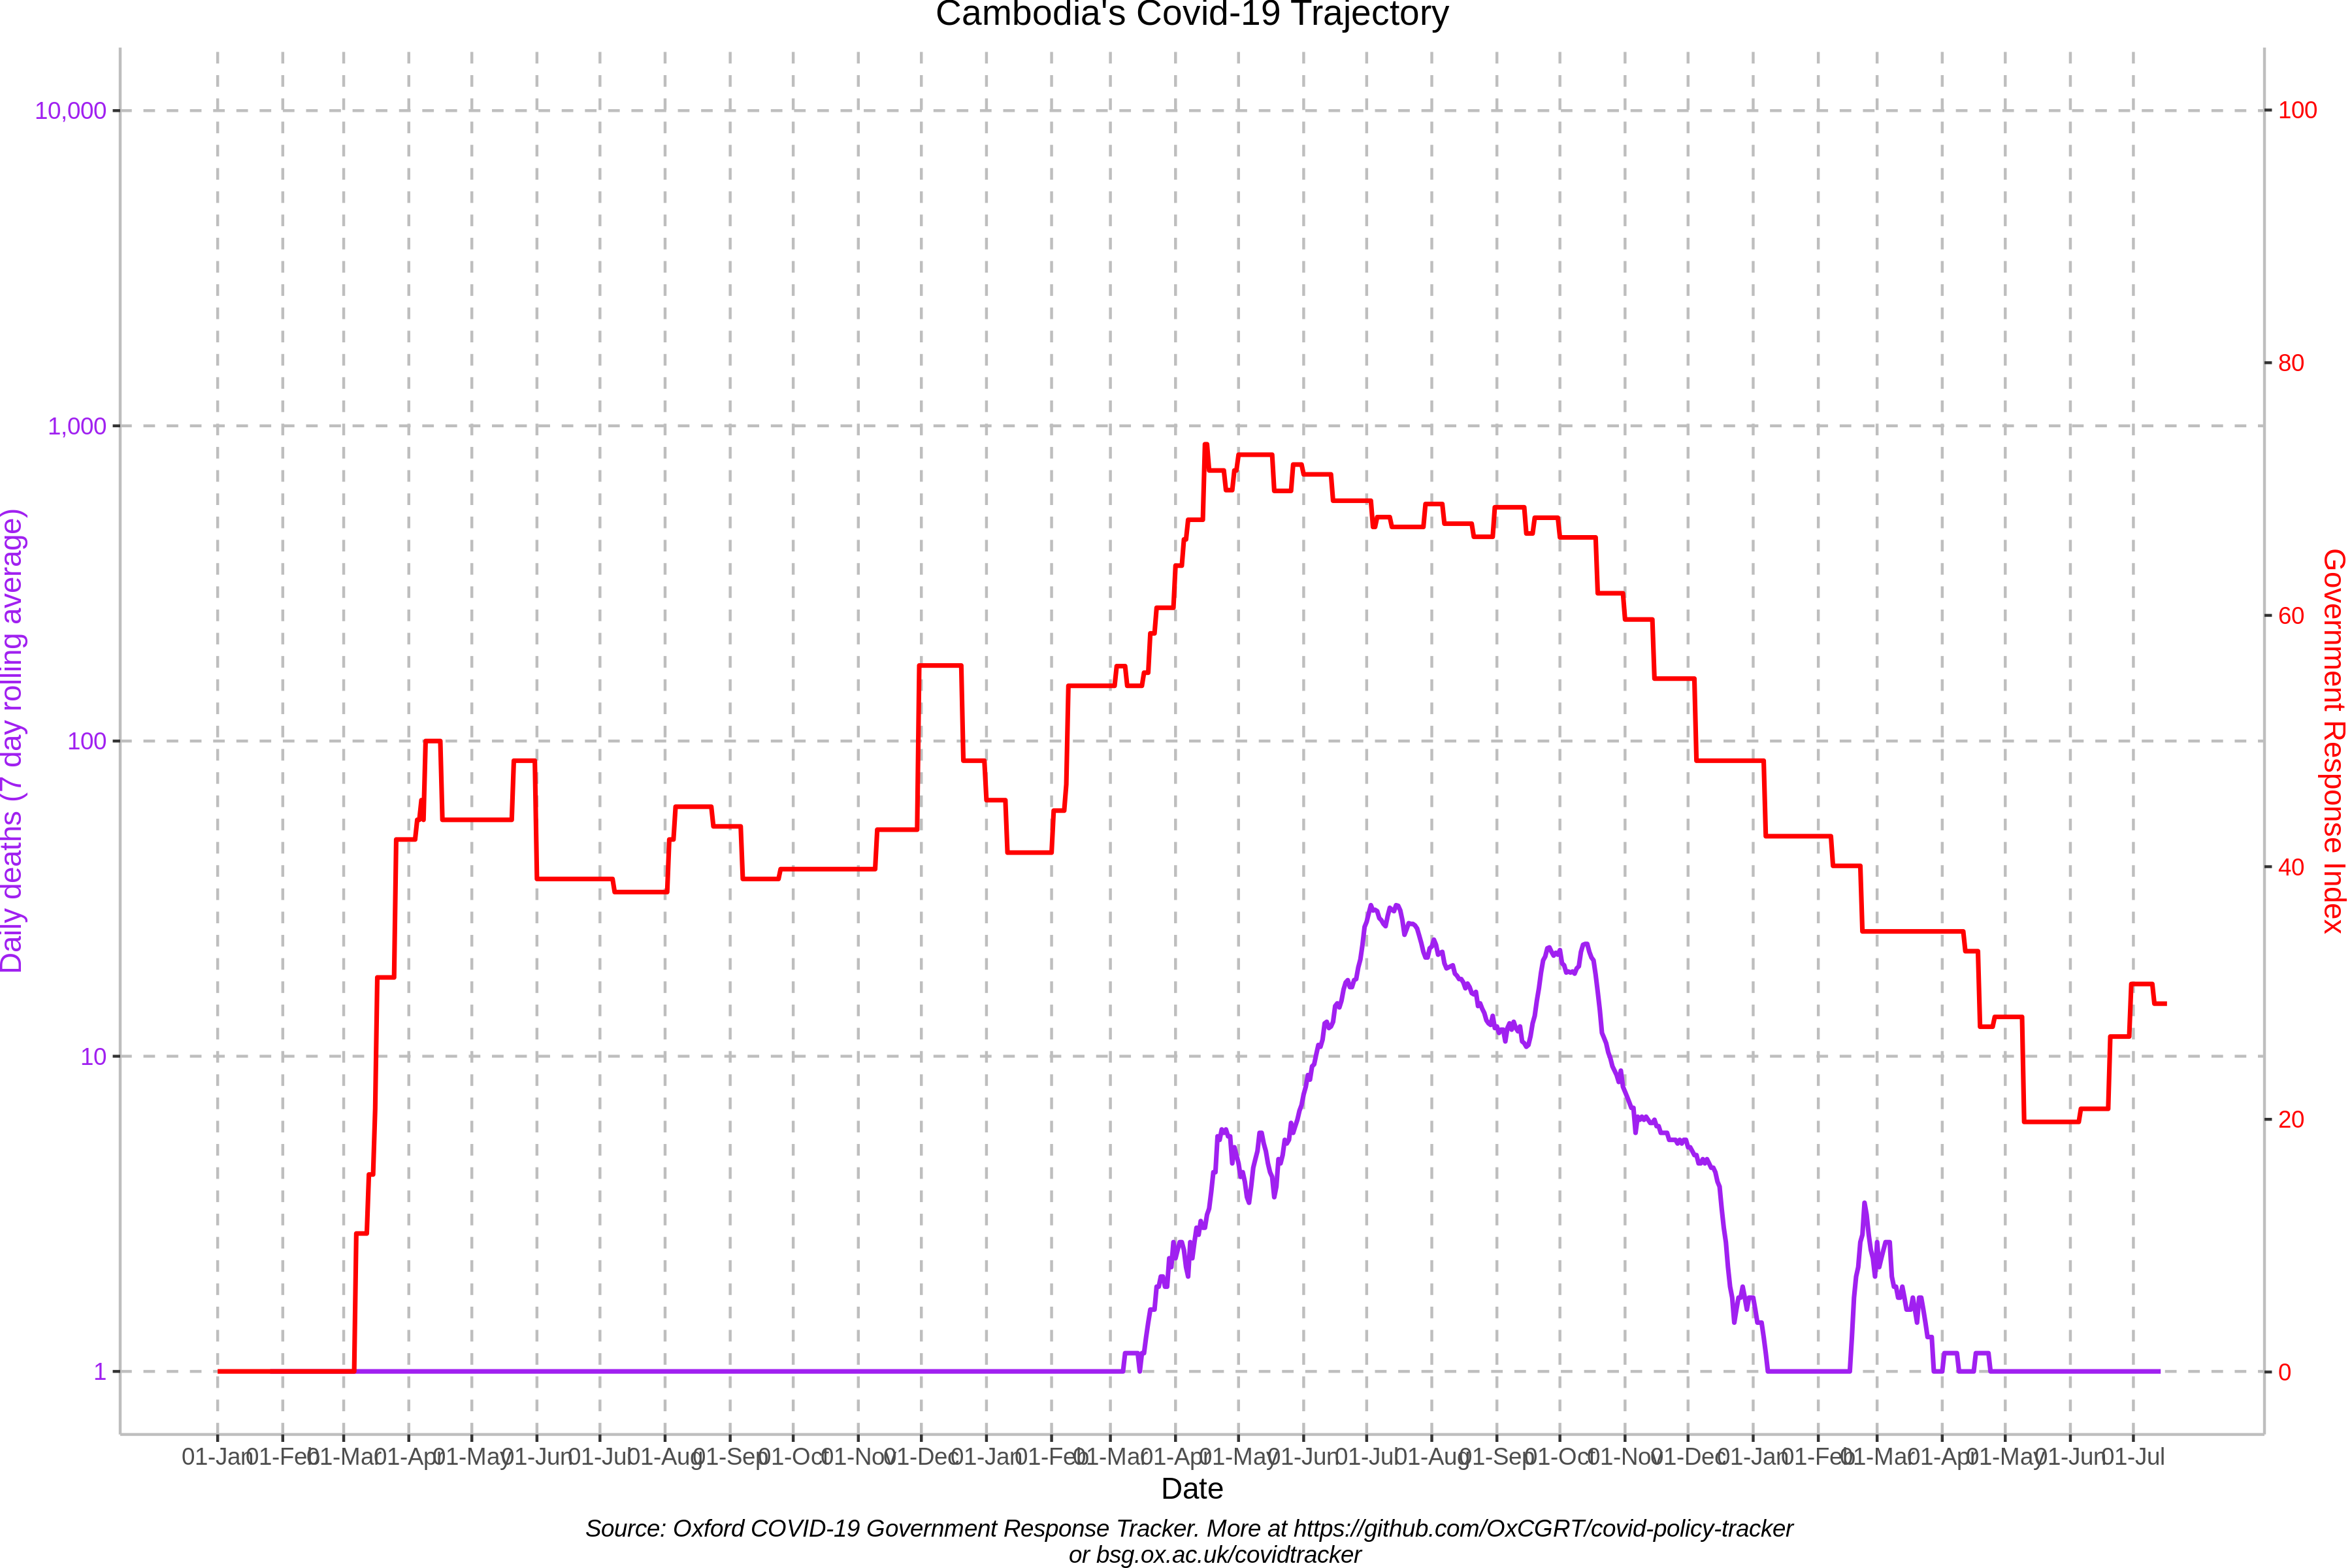 Cambodia's Covid-19 Trajectory
10,000
1,000
100
10
1
Daily deaths (7 day rolling average)
100
80
60
40
20
0
Government Response Index
01-Jan 01-Feb 01-Mar 01-Apr 01-May 01-Jun 01-Jul 01-Aug 01-Sep 01-Oct 01-Nov 01-Dec 01-Jan 01-Feb 01-Mar 01-Apr 01-May 01-Jun 01-Jul 01-Aug 01-Sep 01-Oct 01-Nov 01-Dec 01-Jan 01-Feb 01-Mar 01-Apr 01-May 01-Jun 01-Jul
Date
Source: Oxford COVID-19 Government Response Tracker. More at https://github.com/OxCGRT/covid-policy-tracker
or bsg.ox.ac.uk/covidtracker